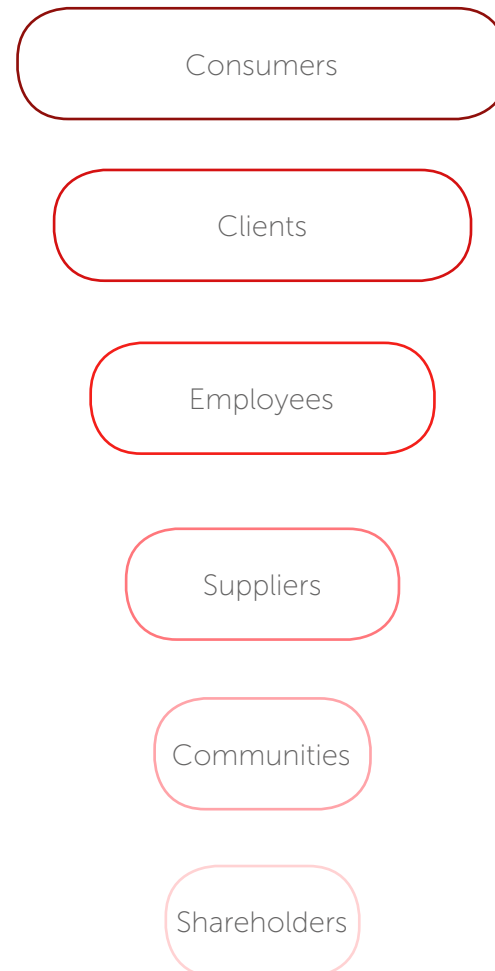 Consumers
Clients
Employees
Suppliers
Communities
Shareholders